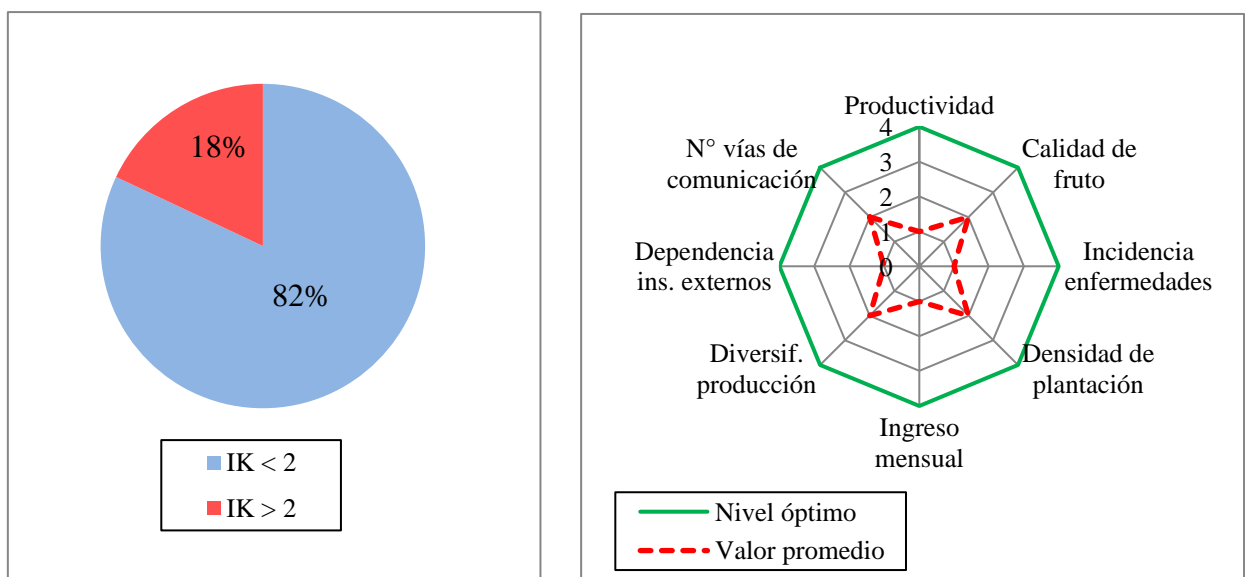 18%
82%
IK < 2
IK > 2
Productividad
4
3
2
1
0
Calidad de
fruto
Incidencia
enfermedades
Densidad de
plantación
Ingreso
mensual
Diversif.
producción
Dependencia
ins. externos
N° vías de
comunicación
Nivel óptimo
Valor promedio